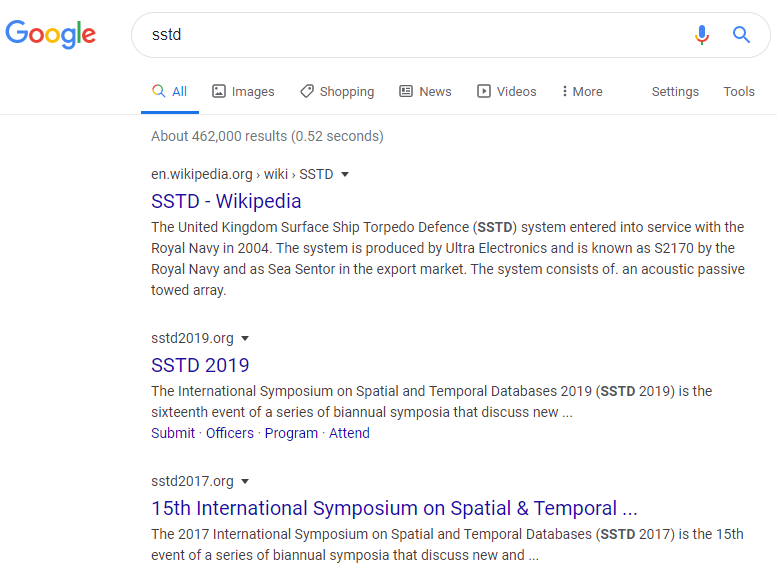 Google
sstd
All Images Shopping News Videos More Settings Tools
About 462,000 results (0.52 seconds)
en.wikipedia.org › wiki › SSTD
SSTD - Wikipedia
The United Kingdom Surface Ship Torpedo Defence (SSTD) system entered into service with the
Royal Navy in 2004. The system is produced by Ultra Electronics and is known as S2170 by the
Royal Navy and as Sea Sentor in the export market. The system consists of. an acoustic passive
towed array.
sstd2019.org
SSTD 2019
The International Symposium on Spatial and Temporal Databases 2019 (SSTD 2019) is the
sixteenth event of a series of biannual symposia that discuss new ...
Submit · Officers · Program · Attend
sstd2017.org
15th International Symposium on Spatial & Temporal ...
The 2017 International Symposium on Spatial and Temporal Databases (SSTD 2017) is the 15th
event of a series of biannual symposia that discuss new and ...